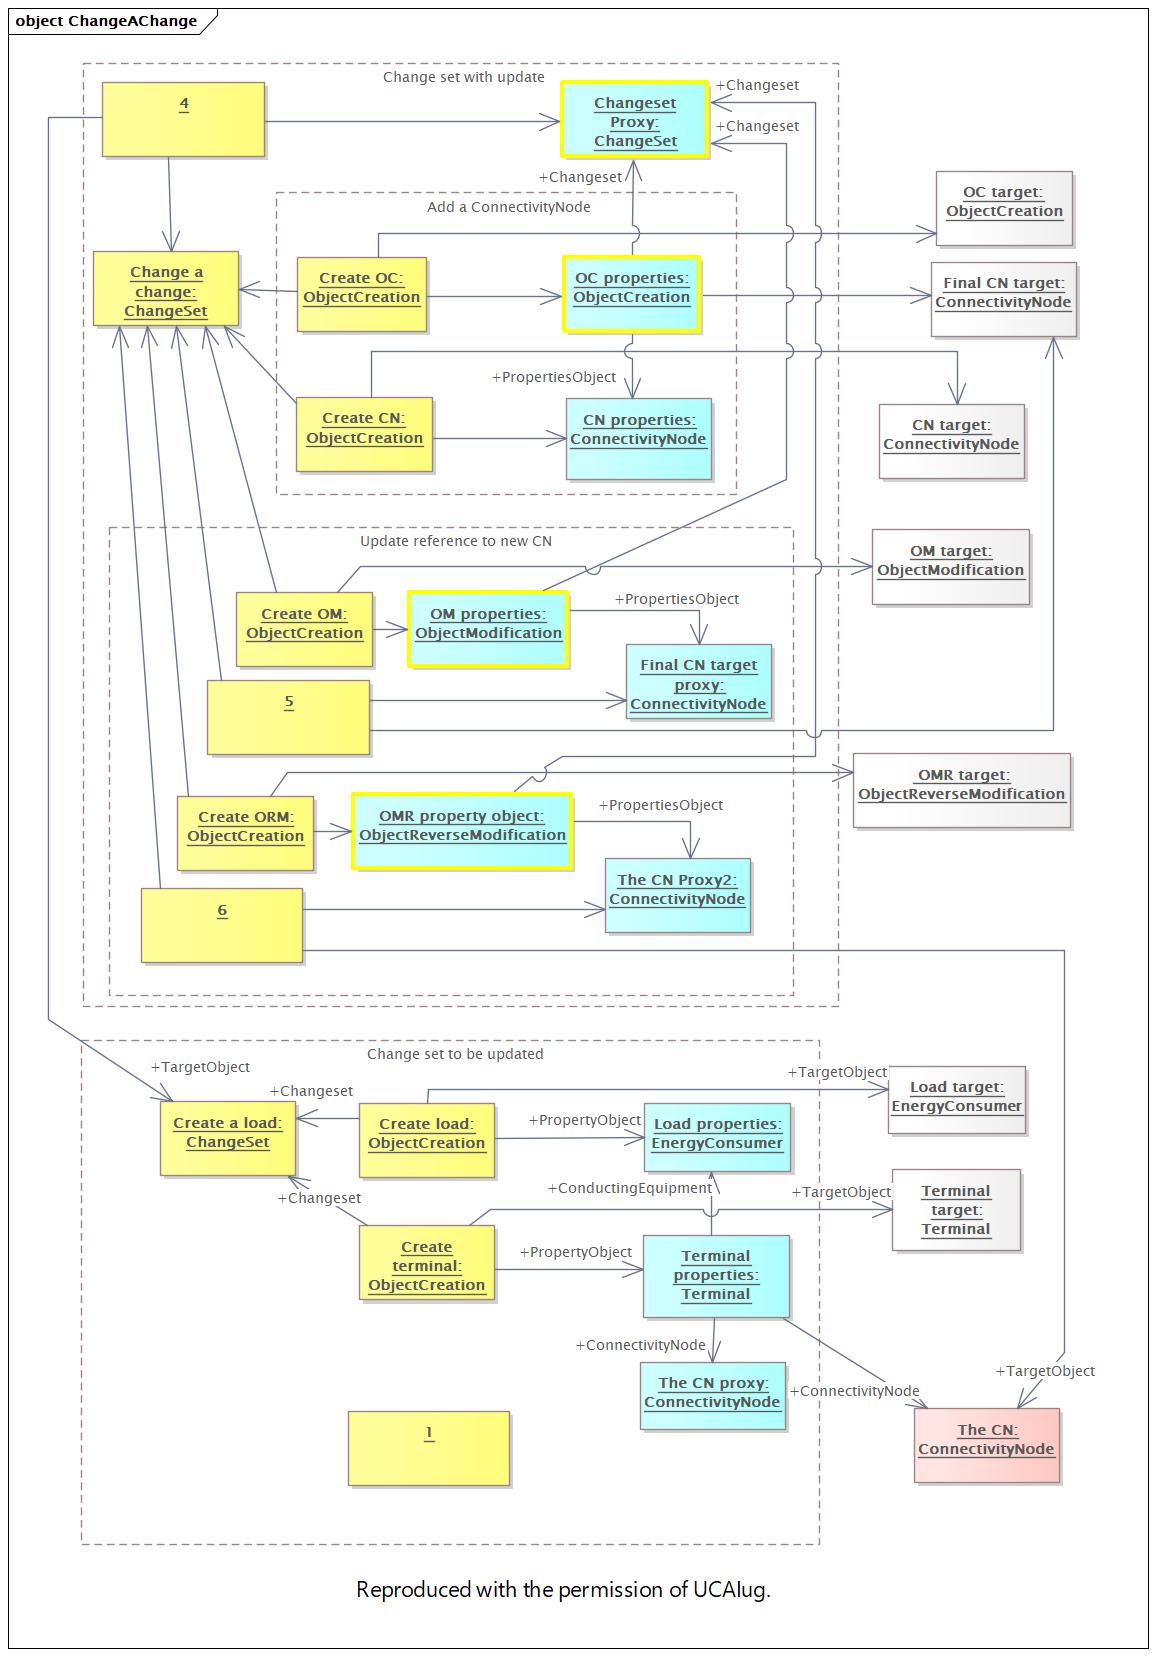 object ChangeAChange
Change set with update
4
Changeset
Proxy:
ChangeSet
+Changeset
+Changeset
+Changeset
Add a ConnectivityNode
OC target:
ObjectCreation
Change a
change:
ChangeSet
Create OC:
ObjectCreation
OC properties:
ObjectCreation
Final CN target:
ConnectivityNode
+PropertiesObject
Create CN:
ObjectCreation
CN properties:
ConnectivityNode
CN target:
ConnectivityNode
Update reference to new CN
OM target:
ObjectModification
Create OM:
ObjectCreation
OM properties:
ObjectModification
+PropertiesObject
Final CN target
proxy:
ConnectivityNode
5
OMR target:
ObjectReverseModification
Create ORM:
ObjectCreation
OMR property object:
ObjectReverseModification
+PropertiesObject
The CN Proxy2:
ConnectivityNode
6
Change set to be updated
+TargetObject
+Changeset
+TargetObject
Create a load:
ChangeSet
Create load:
ObjectCreation
+PropertyObject
Load properties:
EnergyConsumer
Load target:
EnergyConsumer
+Changeset
+ConductingEquipment
+TargetObject
Terminal
target:
Terminal
Create
terminal:
ObjectCreation
+PropertyObject
Terminal
properties:
Terminal
+ConnectivityNode
+TargetObject
The CN proxy:
ConnectivityNode
+ConnectivityNode
1
The CN:
ConnectivityNode
Reproduced with the permission of UCAIug.